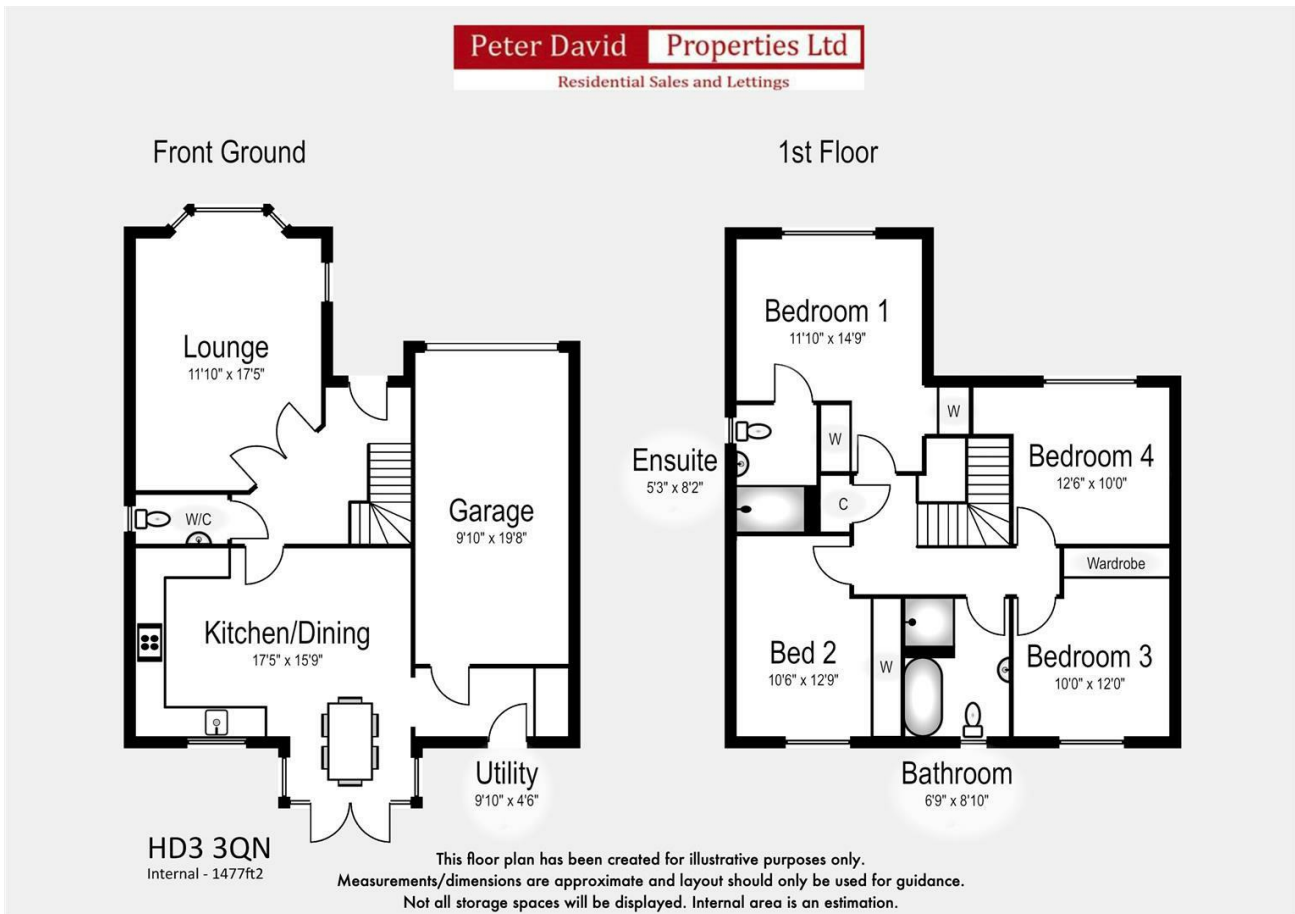 Peter David Properties Ltd
Residential Sales and Lettings
Front Ground
1st Floor
Lounge
11'10" x 17'5"
W/C
Garage
9'10" x 19'8"
Kitchen/Dining
17'5" x 15'9"
Utility
9'10" x 4'6"
Bedroom 1
11'10" x 14'9"
W
W
Ensuite
5'3" x 8'2"
C
Bedroom 4
12'6" x 10'0"
Wardrobe
Bed 2
10'6" x 12'9"
W
Bedroom 3
10'0" x 12'0"
Bathroom
6'9" x 8'10"
HD3 3QN
Internal - 1477ft2
This floor plan has been created for illustrative purposes only.
Measurements/dimensions are approximate and layout should only be used for guidance.
Not all storage spaces will be displayed. Internal area is an estimation.